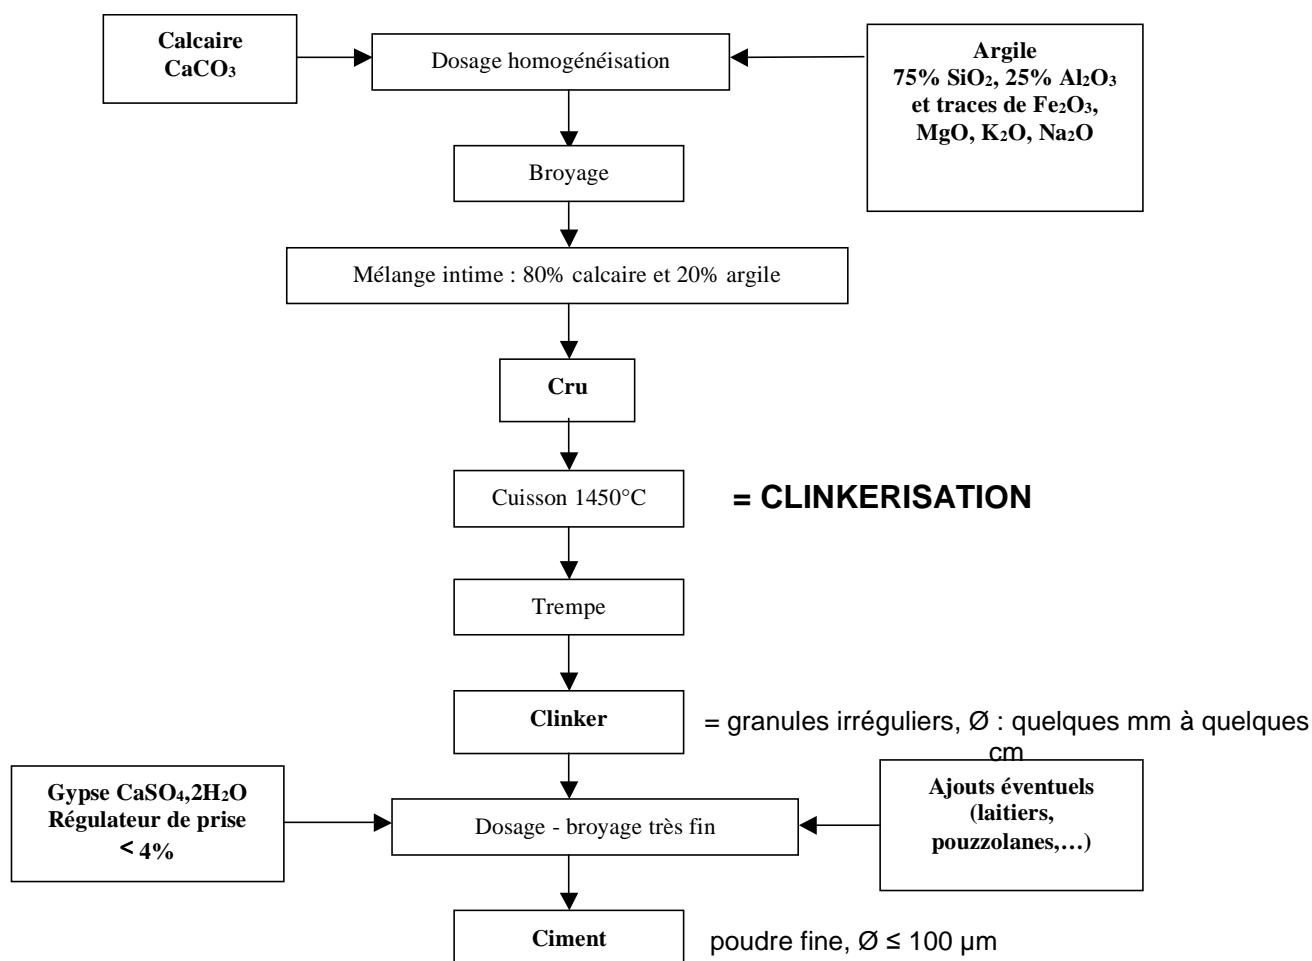 Calcaire
CaCO₃
Dosage homogénéisation
Argile
75% SiO₂, 25% Al₂O₃
et traces de Fe₂O₃,
MgO, K₂O, Na₂O
Broyage
Mélange intime : 80% calcaire et 20% argile
Cru
Cuisson 1450°C
= CLINKERISATION
Trempe
Clinker
= granules irréguliers, Ø : quelques mm à quelques
cm
Gypse CaSO₄,2H₂O
Régulateur de prise
< 4%
Dosage - broyage très fin
Ajouts éventuels
(laitiers,
pouzzolanes,…)
Ciment
poudre fine, Ø ≤ 100 µm